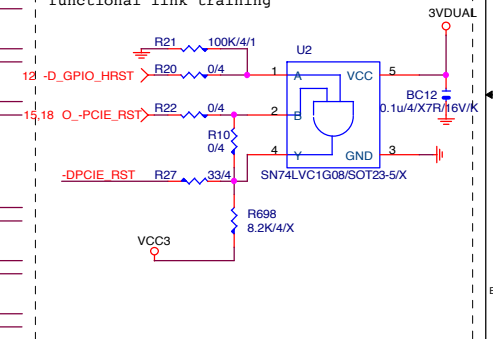 functional link training
3VDUAL
R21 100K/4/1
U2
12 -D_GPIO_HRST R20 0/4 1 A VCC 5
BC12
0.1u/4/X7R/16V/K
15,18 O_-PCIE_RST R22 0/4 2 B
R10
0/4
4 Y GND 3
-DPCIE_RST R27 33/4 SN74LVC1G08/SOT23-5/X
R698
8.2K/4/X
VCC3